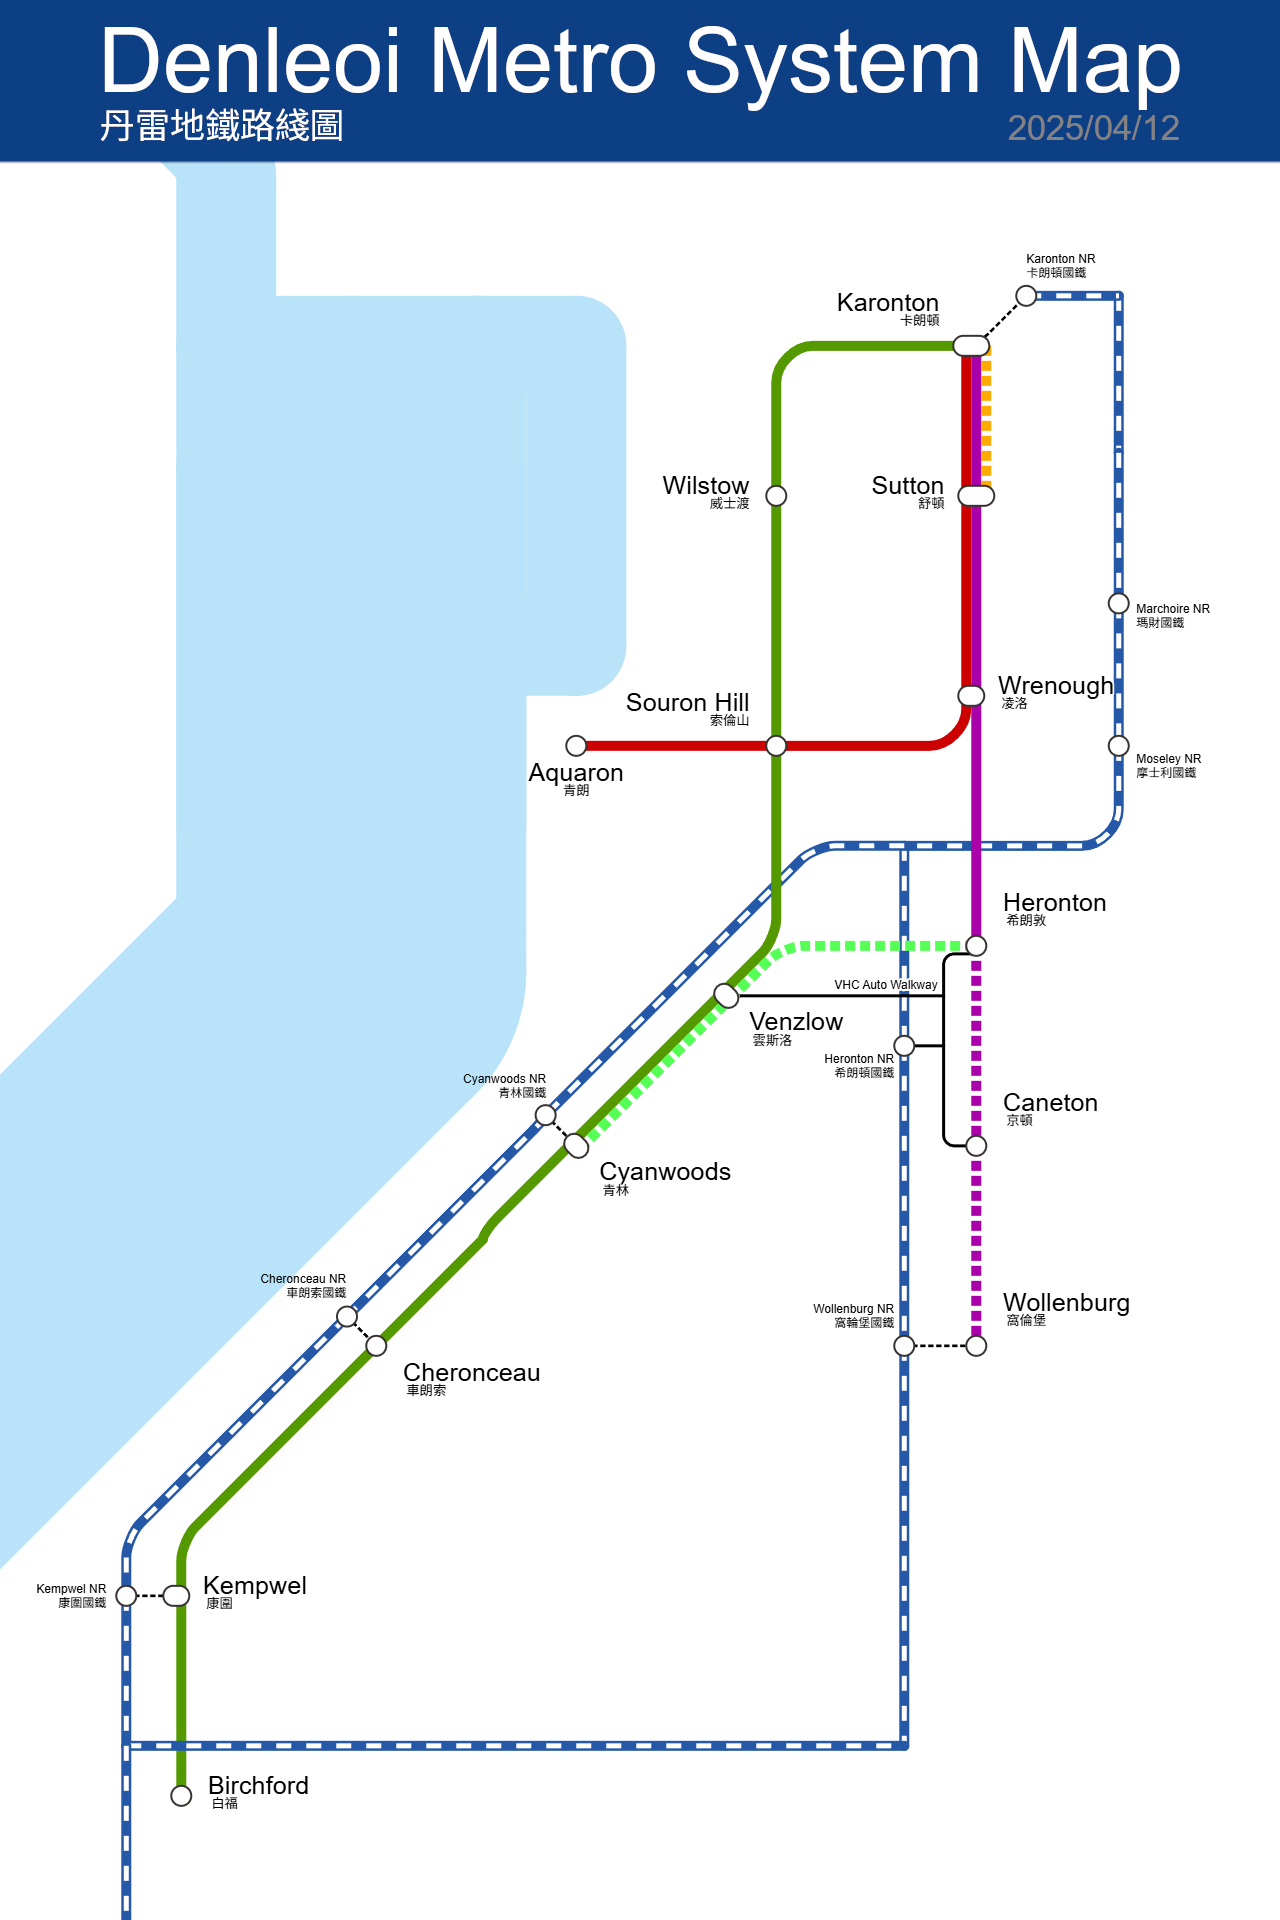 Denleoi Metro System Map
丹雷地鐵路綫圖
2025/04/12
Karonton NR
卡朗頓國鐵
Karonton
卡朗頓
Wilstow
威士渡
Sutton
舒頓
Marchoire NR
瑪財國鐵
Wrenough
凌洛
Souron Hill
索倫山
Aquaron
青朗
Moseley NR
摩士利國鐵
Heronton
希朗敦
VHC Auto Walkway
Venzlow
雲斯洛
Heronton NR
希朗頓國鐵
Cyanwoods NR
青林國鐵
Caneton
京頓
Cyanwoods
青林
Cheronceau NR
車朗索國鐵
Wollenburg NR
窩輪堡國鐵
Wollenburg
窩倫堡
Cheronceau
車朗索
Kempwel NR
康圍國鐵
Kempwel
康圍
Birchford
白福